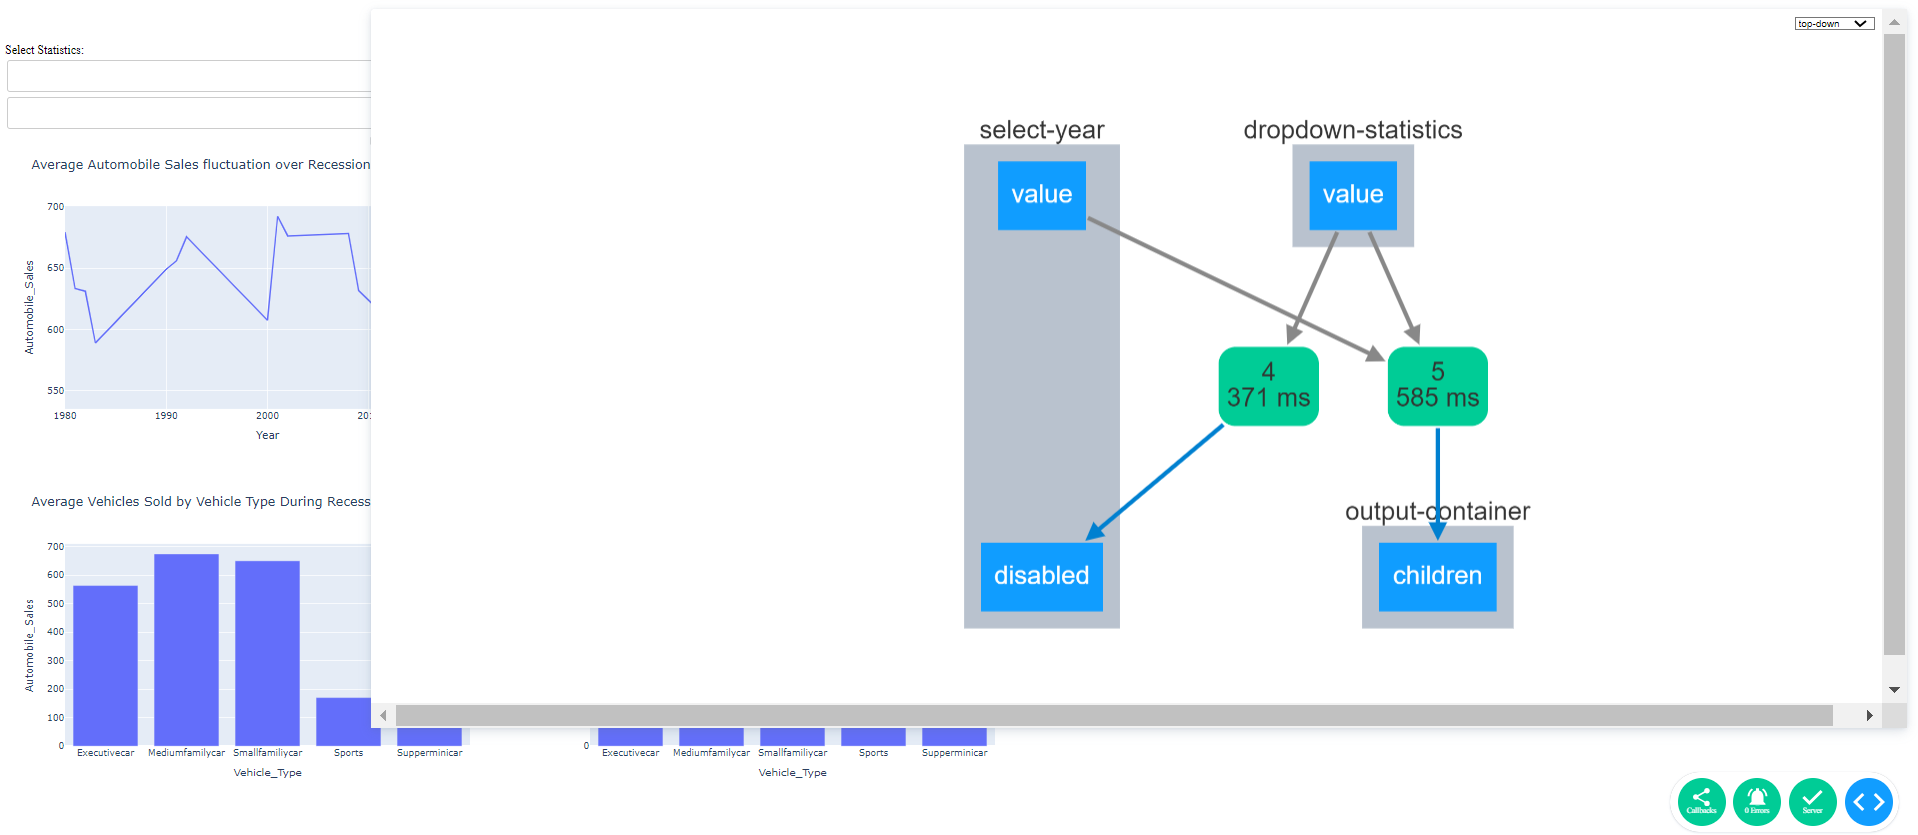 top-down
Select Statistics:
select-year
dropdown-statistics
value
value
Average Automobile Sales fluctuation over Recession
700
650
600
550
Automobile_Sales
1980
1990
2000
Year
4
371 ms
5
585 ms
Average Vehicles Sold by Vehicle Type During
output-container
disabled
children
700
600
500
400
300
200
100
0
Automobile_Sales
Executivecar
Mediumfamilycar
Smallfamiliycar
Sports
Supperminicar
Vehicle_Type
0
Executivecar
Mediumfamilycar
Smallfamiliycar
Sports
Supperminicar
Vehicle_Type
Callbacks
0 Errors
Server